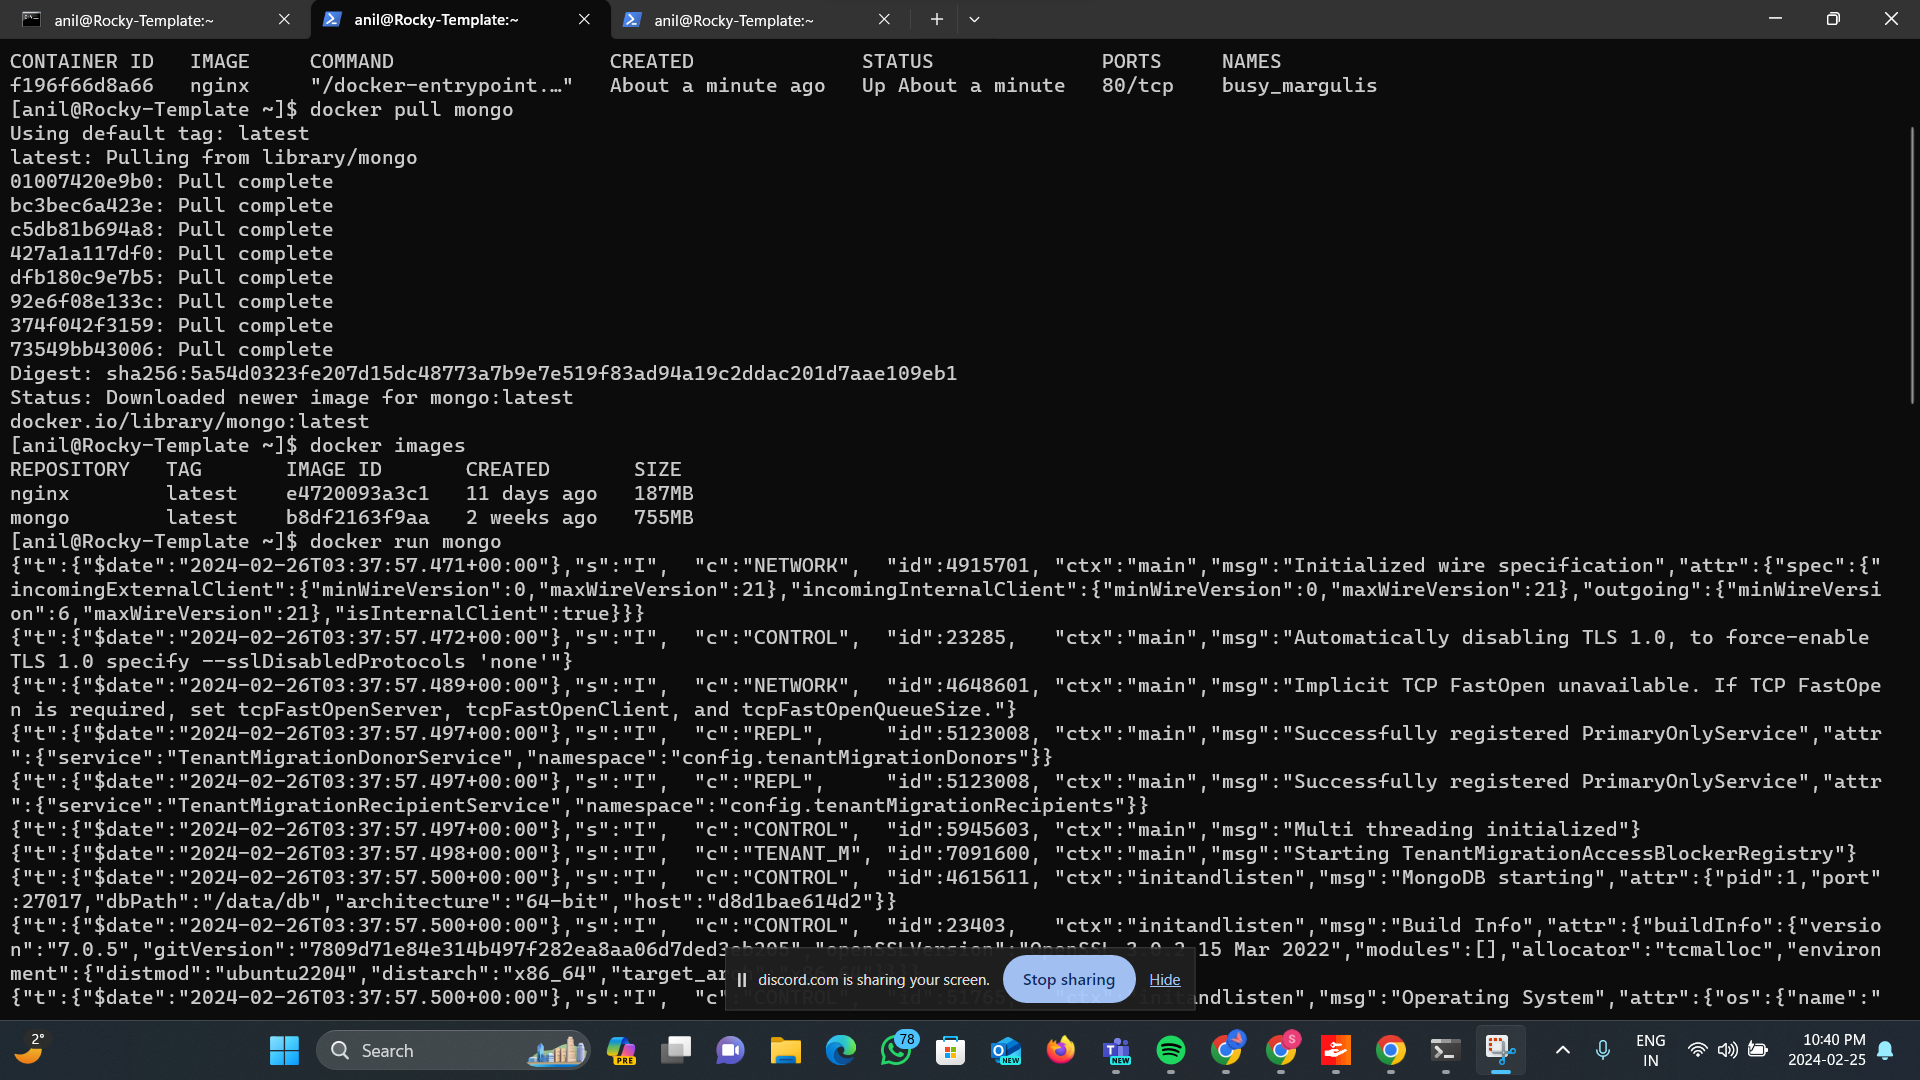 anil@Rocky-Template:~
anil@Rocky-Template:~
anil@Rocky-Template:~
CONTAINER ID   IMAGE     COMMAND                  CREATED              STATUS              PORTS     NAMES
f196f66d8a66   nginx     "/docker-entrypoint.…"   About a minute ago   Up About a minute   80/tcp    busy_margulis
[anil@Rocky-Template ~]$ docker pull mongo
Using default tag: latest
latest: Pulling from library/mongo
01007420e9b0: Pull complete
bc3bec6a423e: Pull complete
c5db81b694a8: Pull complete
427a1a117df0: Pull complete
dfb180c9e7b5: Pull complete
92e6f08e133c: Pull complete
374f042f3159: Pull complete
73549bb43006: Pull complete
Digest: sha256:5a54d0323fe207d15dc48773a7b9e7e519f83ad94a19c2ddac201d7aae109eb1
Status: Downloaded newer image for mongo:latest
docker.io/library/mongo:latest
[anil@Rocky-Template ~]$ docker images
REPOSITORY   TAG       IMAGE ID       CREATED       SIZE
nginx        latest    e4720093a3c1   11 days ago   187MB
mongo        latest    b8df2163f9aa   2 weeks ago   755MB
[anil@Rocky-Template ~]$ docker run mongo
{"t":{"$date":"2024-02-26T03:37:57.471+00:00"},"s":"I",  "c":"NETWORK",  "id":4915701, "ctx":"main","msg":"Initialized wire specification","attr":{"spec":{"
incomingExternalClient":{"minWireVersion":0,"maxWireVersion":21},"incomingInternalClient":{"minWireVersion":0,"maxWireVersion":21},"outgoing":{"minWireVersi
on":6,"maxWireVersion":21},"isInternalClient":true}}}
{"t":{"$date":"2024-02-26T03:37:57.472+00:00"},"s":"I",  "c":"CONTROL",  "id":23285,   "ctx":"main","msg":"Automatically disabling TLS 1.0, to force-enable
TLS 1.0 specify --sslDisabledProtocols 'none'"}
{"t":{"$date":"2024-02-26T03:37:57.489+00:00"},"s":"I",  "c":"NETWORK",  "id":4648601, "ctx":"main","msg":"Implicit TCP FastOpen unavailable. If TCP FastOpe
n is required, set tcpFastOpenServer, tcpFastOpenClient, and tcpFastOpenQueueSize."}
{"t":{"$date":"2024-02-26T03:37:57.497+00:00"},"s":"I",  "c":"REPL",     "id":5123008, "ctx":"main","msg":"Successfully registered PrimaryOnlyService","attr
":{"service":"TenantMigrationDonorService","namespace":"config.tenantMigrationDonors"}}
{"t":{"$date":"2024-02-26T03:37:57.497+00:00"},"s":"I",  "c":"REPL",     "id":5123008, "ctx":"main","msg":"Successfully registered PrimaryOnlyService","attr
":{"service":"TenantMigrationRecipientService","namespace":"config.tenantMigrationRecipients"}}
{"t":{"$date":"2024-02-26T03:37:57.497+00:00"},"s":"I",  "c":"CONTROL",  "id":5945603, "ctx":"main","msg":"Multi threading initialized"}
{"t":{"$date":"2024-02-26T03:37:57.498+00:00"},"s":"I",  "c":"TENANT_M", "id":7091600, "ctx":"main","msg":"Starting TenantMigrationAccessBlockerRegistry"}
{"t":{"$date":"2024-02-26T03:37:57.500+00:00"},"s":"I",  "c":"CONTROL",  "id":4615611, "ctx":"initandlisten","msg":"MongoDB starting","attr":{"pid":1,"port"
:27017,"dbPath":"/data/db","architecture":"64-bit","host":"d8d1bae614d2"}}
{"t":{"$date":"2024-02-26T03:37:57.500+00:00"},"s":"I",  "c":"CONTROL",  "id":23403,   "ctx":"initandlisten","msg":"Build Info","attr":{"buildInfo":{"versio
n":"7.0.5","gitVersion":"7809d71e84e314b497f282ea8aa06d7ded3eb205","openSSLVersion":"OpenSSL 3.0.2 15 Mar 2022","modules":[],"allocator":"tcmalloc","environ
ment":{"distmod":"ubuntu2204","distarch":"x86_64","target_
{"t":{"$date":"2024-02-26T03:37:57.500+00:00"},"s":"I",  "c":"CONTROL", "initandlisten","msg":"Operating System","attr":{"os":{"name":"
discord.com is sharing your screen.
Stop sharing
Hide
2°
Search
PRE
78
NEW
NEW
S
ENG
IN
10:40 PM
2024-02-25